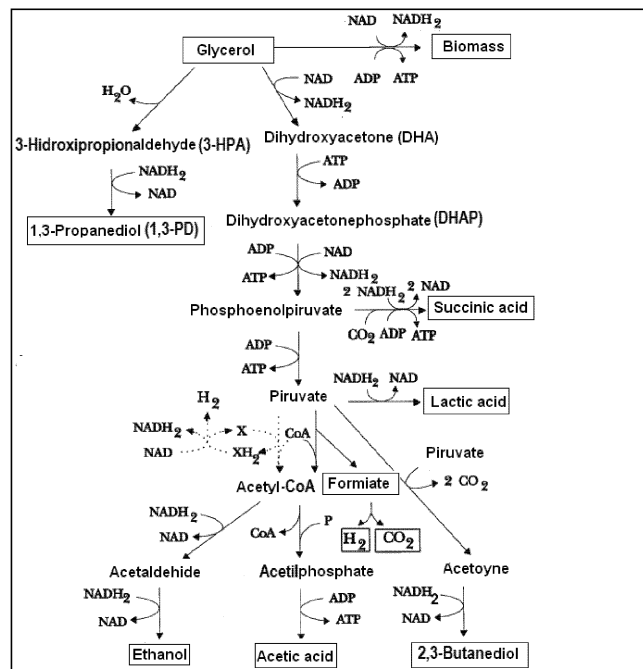 NAD NADH2
Glycerol Biomass
NAD ADP ATP
H2O NADH2
3-Hidroxipropionaldehyde (3-HPA) Dihydroxyacetone (DHA)
NADH2 ATP
NAD ADP
1,3-Propanediol (1,3-PD) Dihydroxyacetonephosphate (DHAP)
ADP NAD
ATP NADH2
2 NADH2 2 NAD
Phosphoenolpiruvate Succinic acid
CO2 ADP ATP
ADP
ATP
NADH2 NAD
Piruvate
H2 Lactic acid
NADH2 X CoA
NAD XH2 Piruvate
2 CO2
Acetyl-CoA Formiate
NADH2 P
NAD CoA H2 CO2
Acetaldehide Acetilphosphate Acetoyne
NADH2 ADP NADH2
NAD ATP NAD
Ethanol Acetic acid 2,3-Butanediol